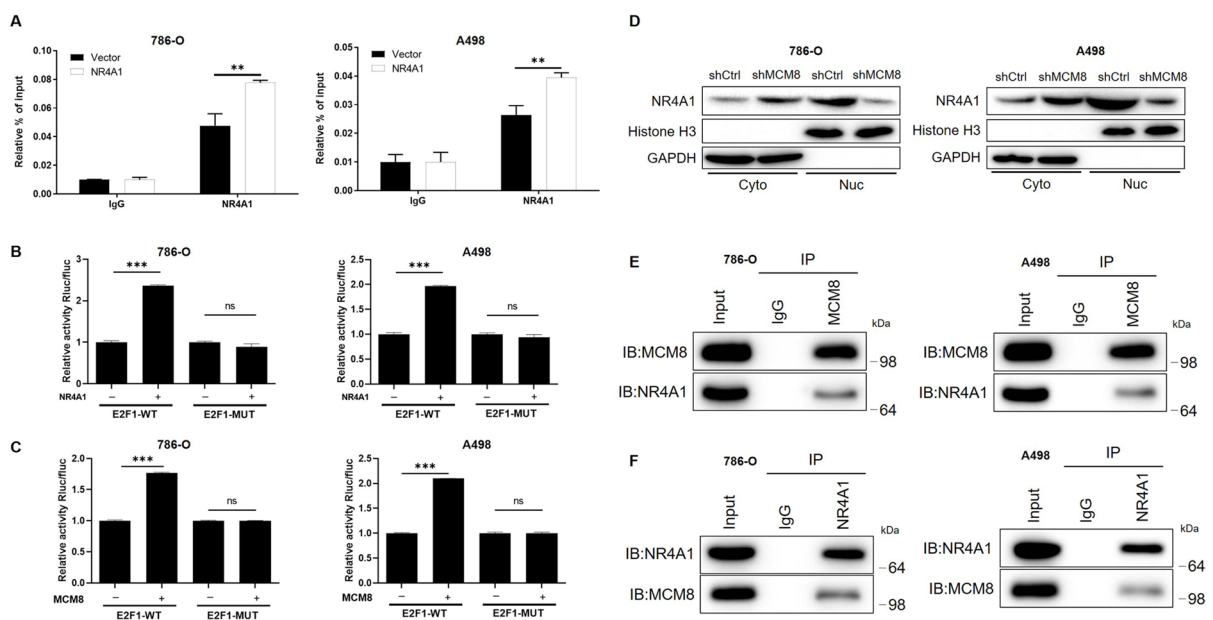 A
786-O
Vector
NR4A1
**
0.10
0.08
0.06
0.04
0.02
0.00
Relative % of input
IgG
NR4A1
A498
Vector
NR4A1
**
0.05
0.04
0.03
0.02
0.01
0.00
Relative % of input
IgG
NR4A1
B
786-O
***
ns
3
2
1
0
Relative activity Rluc/fluc
NR4A1
– + – +
E2F1-WT E2F1-MUT
A498
***
ns
2.5
2.0
1.5
1.0
0.5
0.0
Relative activity Rluc/fluc
NR4A1
– + – +
E2F1-WT E2F1-MUT
C
786-O
***
ns
2.0
1.5
1.0
0.5
0.0
Relative activity Rluc/fluc
MCM8
– + – +
E2F1-WT E2F1-MUT
A498
***
ns
2.5
2.0
1.5
1.0
0.5
0.0
Relative activity Rluc/fluc
MCM8
– + – +
E2F1-WT E2F1-MUT
D
786-O
shCtrl shMCM8 shCtrl shMCM8
NR4A1
Histone H3
GAPDH
Cyto Nuc
A498
shCtrl shMCM8 shCtrl shMCM8
NR4A1
Histone H3
GAPDH
Cyto Nuc
E
786-O
IP
Input IgG MCM8
kDa
IB:MCM8
–98
IB:NR4A1
–64
A498
IP
Input IgG MCM8
kDa
IB:MCM8
–98
IB:NR4A1
–64
F
786-O
IP
Input IgG NR4A1
kDa
IB:NR4A1
–64
IB:MCM8
–98
A498
IP
Input IgG NR4A1
kDa
IB:NR4A1
–64
IB:MCM8
–98